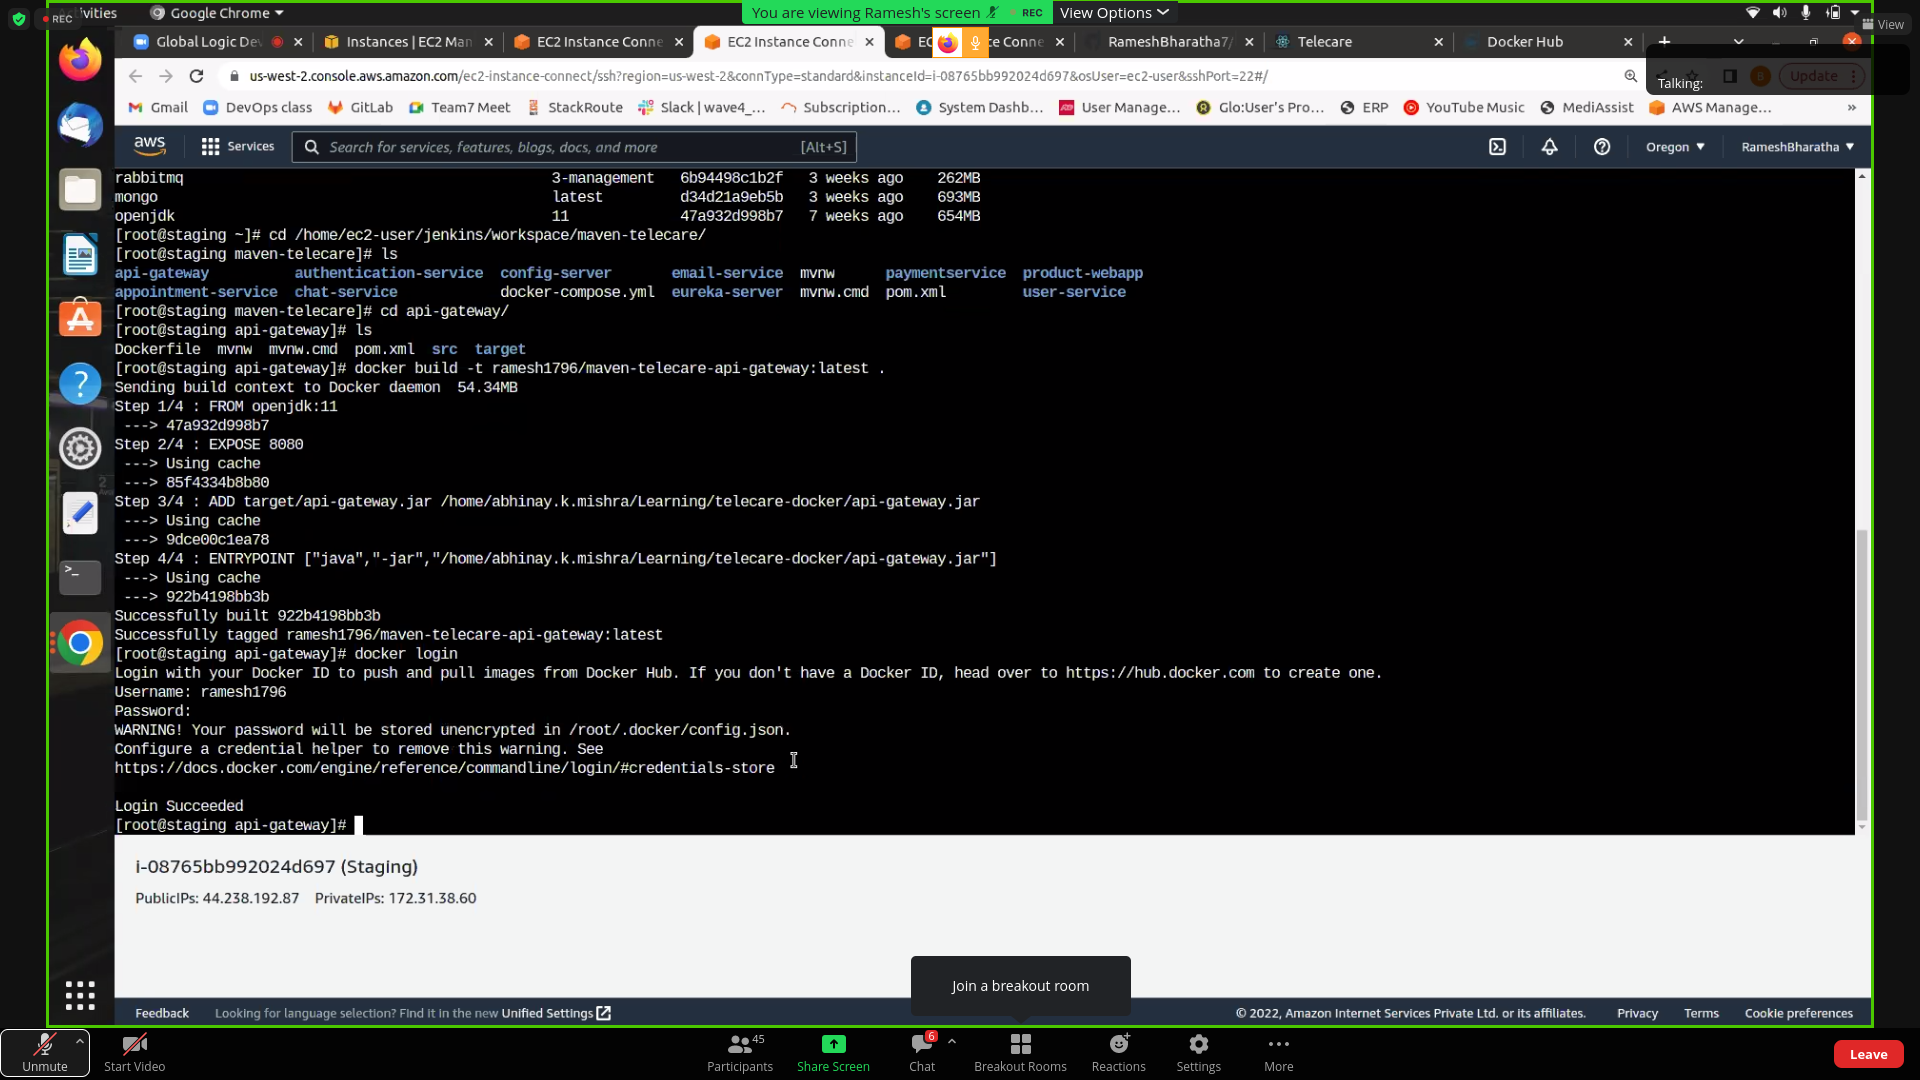 REC
Activities
Google Chrome
You are viewing Ramesh's screen
REC
View Options
View
Global Logic De
Instances | EC2 Man
EC2 Instance Conne
EC2 Instance Conne
EC
ce Conne
RameshBharatha7/
Telecare
Docker Hub
us-west-2.console.aws.amazon.com/ec2-instance-connect/ssh?region=us-west-2&connType=standard&instanceId=i-08765bb992024d697&osUser=ec2-user&sshPort=22#/
B
Update
Talking:
Gmail
DevOps class
GitLab
Team7 Meet
StackRoute
Slack | wave4_...
Subscription...
System Dashb...
User Manage...
Glo:User's Pro...
ERP
YouTube Music
MediAssist
AWS Manage...
»
aws
Services
Search for services, features, blogs, docs, and more
[Alt+S]
Oregon
RameshBharatha
rabbitmq 3-management 6b94498c1b2f 3 weeks ago 262MB
mongo latest d34d21a9eb5b 3 weeks ago 693MB
openjdk 11 47a932d998b7 7 weeks ago 654MB
[root@staging ~]# cd /home/ec2-user/jenkins/workspace/maven-telecare/
[root@staging maven-telecare]# ls
api-gateway authentication-service config-server email-service mvnw paymentservice product-webapp
appointment-service chat-service docker-compose.yml eureka-server mvnw.cmd pom.xml user-service
[root@staging maven-telecare]# cd api-gateway/
[root@staging api-gateway]# ls
Dockerfile mvnw mvnw.cmd pom.xml src target
[root@staging api-gateway]# docker build -t ramesh1796/maven-telecare-api-gateway:latest .
Sending build context to Docker daemon 54.34MB
Step 1/4 : FROM openjdk:11
---> 47a932d998b7
Step 2/4 : EXPOSE 8080
---> Using cache
---> 85f4334b8b80
Step 3/4 : ADD target/api-gateway.jar /home/abhinay.k.mishra/Learning/telecare-docker/api-gateway.jar
---> Using cache
---> 9dce00c1ea78
Step 4/4 : ENTRYPOINT ["java","-jar","/home/abhinay.k.mishra/Learning/telecare-docker/api-gateway.jar"]
---> Using cache
---> 922b4198bb3b
Successfully built 922b4198bb3b
Successfully tagged ramesh1796/maven-telecare-api-gateway:latest
[root@staging api-gateway]# docker login
Login with your Docker ID to push and pull images from Docker Hub. If you don't have a Docker ID, head over to https://hub.docker.com to create one.
Username: ramesh1796
Password:
WARNING! Your password will be stored unencrypted in /root/.docker/config.json.
Configure a credential helper to remove this warning. See
https://docs.docker.com/engine/reference/commandline/login/#credentials-store
Login Succeeded
[root@staging api-gateway]#
i-08765bb992024d697 (Staging)
PublicIPs: 44.238.192.87 PrivateIPs: 172.31.38.60
Join a breakout room
Feedback
Looking for language selection? Find it in the new Unified Settings
© 2022, Amazon Internet Services Private Ltd. or its affiliates.
Privacy
Terms
Cookie preferences
Unmute
Start Video
Participants
45
Share Screen
Chat
6
Breakout Rooms
Reactions
Settings
More
Leave